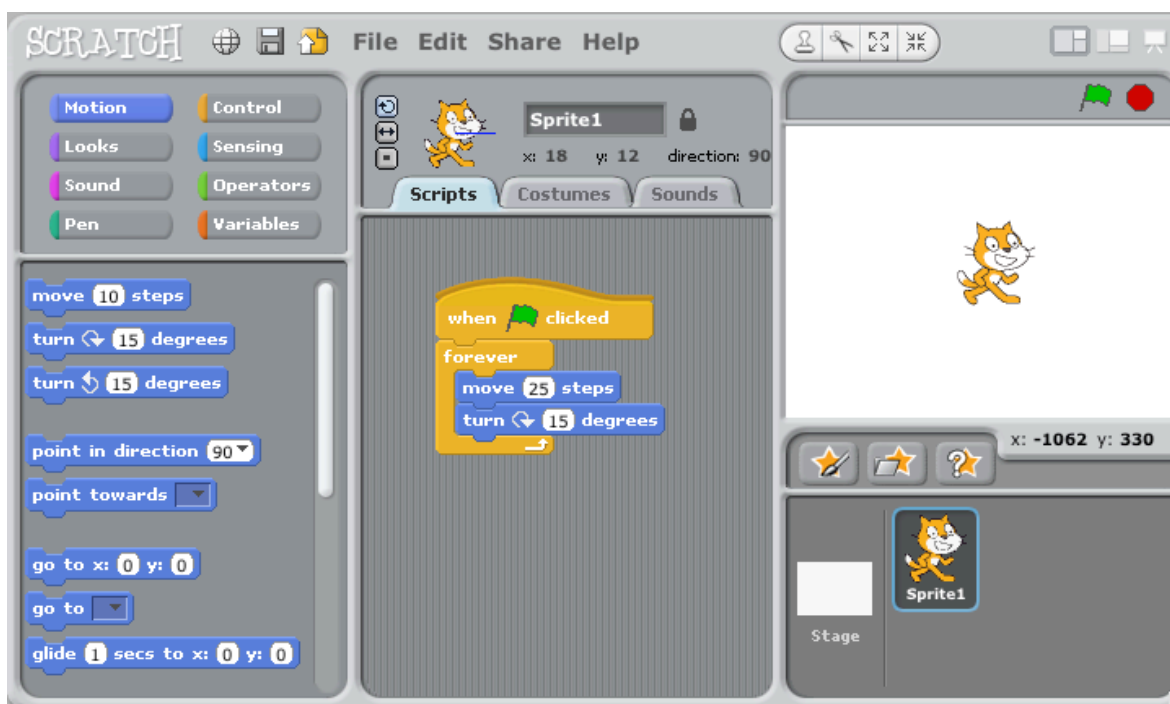 SCRATCH File Edit Share Help
Motion Control
Looks Sensing
Sound Operators
Pen Variables
move 10 steps
turn 15 degrees
turn 15 degrees
point in direction 90
point towards
go to x: 0 y: 0
go to
glide 1 secs to x: 0 y: 0
Sprite1
x: 18 y: 12 direction: 90
Scripts Costumes Sounds
when clicked
forever
move 25 steps
turn 15 degrees
x: -1062 y: 330
Sprite1
Stage